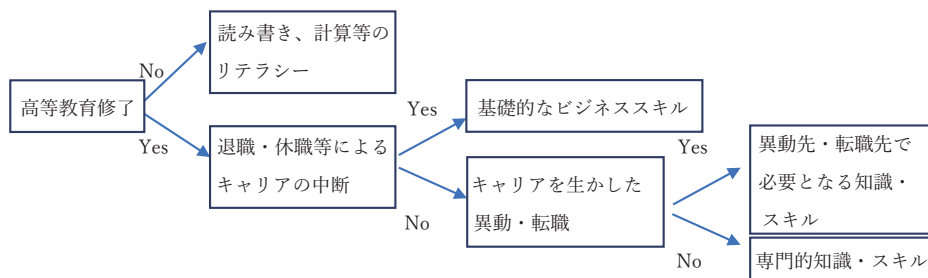 読み書き、計算等の
リテラシー
No
高等教育修了
Yes
退職・休職等による
キャリアの中断
Yes
基礎的なビジネススキル
No
キャリアを生かした
異動・転職
Yes
異動先・転職先で
必要となる知識・
スキル
No
専門的知識・スキル